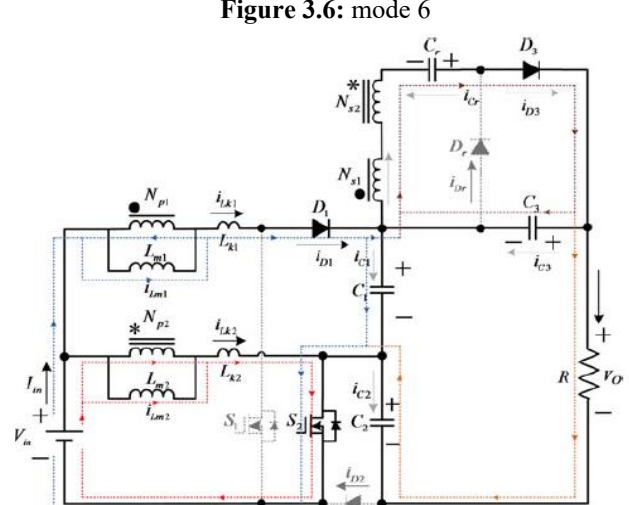 Figure 3.6: mode 6
C_r D_3
− +
* N_s2
i_Cr i_D3
D_r
N_s1 i_Dr
N_p1 i_Lk1 D_1 C_3
L_k1 − +
L_m1 i_D1 i_C1 + i_C3
i_Lm1 C_1
N_p2 −
* i_Lk2 +
L_k2 R V_O
I_in L_m2 i_C2 −
+ i_Lm2 S_1 S_2 C_2 +
V_in −
− i_D2